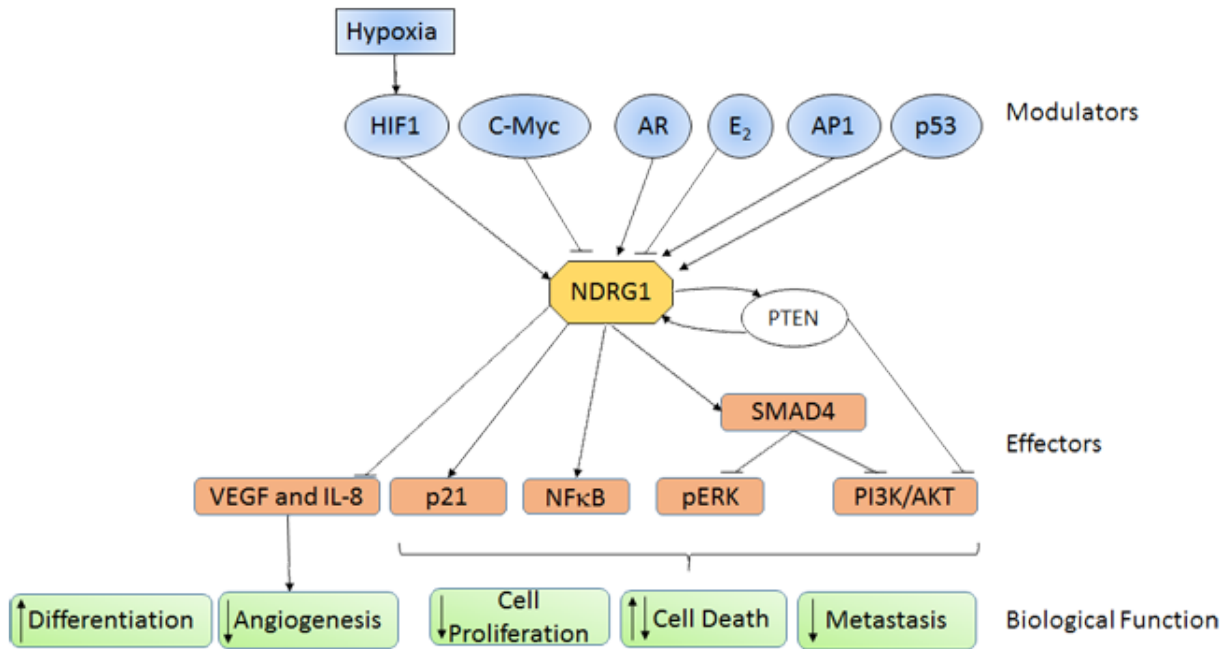 Hypoxia
HIF1
C-Myc
AR
E₂
AP1
p53
Modulators
NDRG1
PTEN
SMAD4
Effectors
VEGF and IL-8
p21
NFκB
pERK
PI3K/AKT
Differentiation
Angiogenesis
Cell
Proliferation
Cell Death
Metastasis
Biological Function